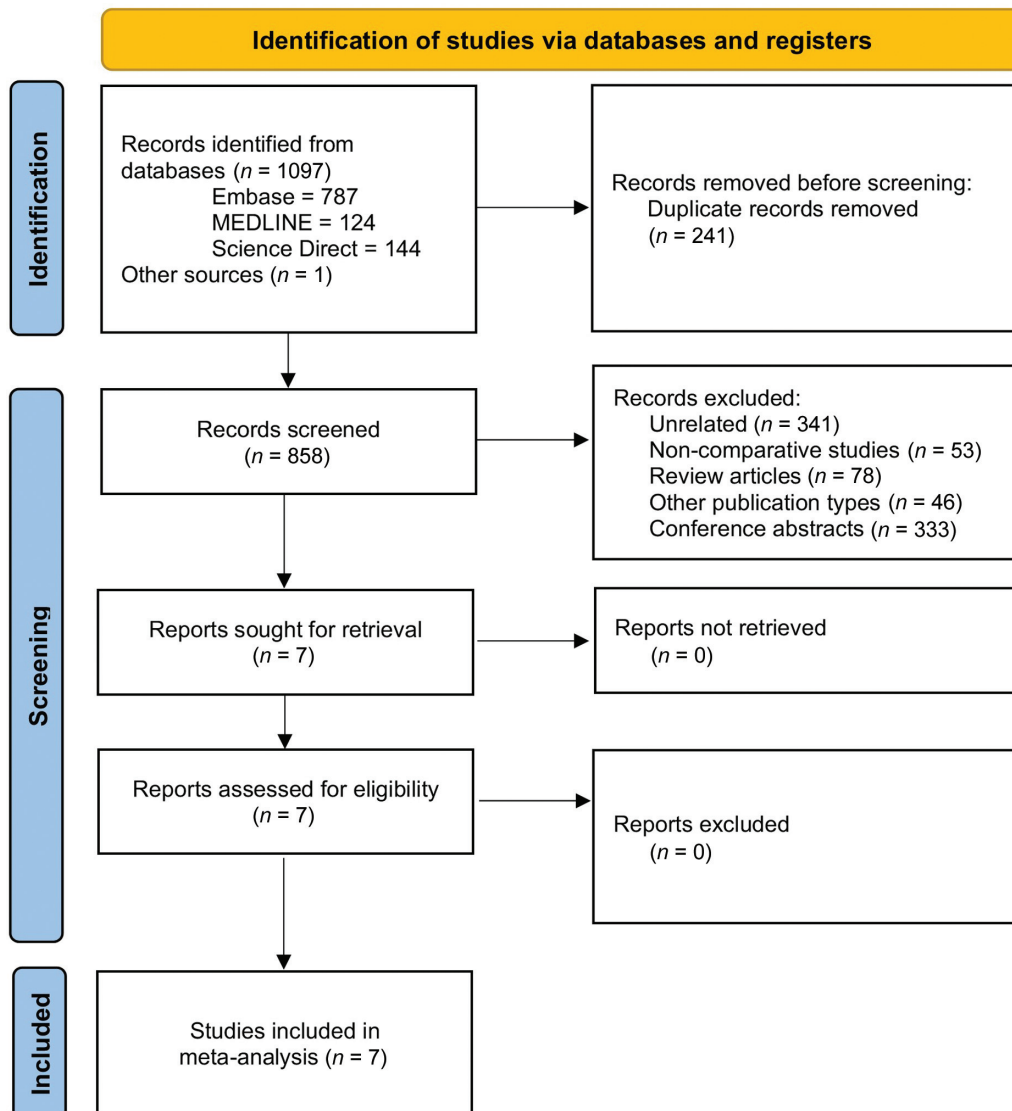 Identification of studies via databases and registers
Identification
Records identified from
databases (n = 1097)
Embase = 787
MEDLINE = 124
Science Direct = 144
Other sources (n = 1)
Records removed before screening:
Duplicate records removed
(n = 241)
Screening
Records screened
(n = 858)
Records excluded:
Unrelated (n = 341)
Non-comparative studies (n = 53)
Review articles (n = 78)
Other publication types (n = 46)
Conference abstracts (n = 333)
Reports sought for retrieval
(n = 7)
Reports not retrieved
(n = 0)
Reports assessed for eligibility
(n = 7)
Reports excluded
(n = 0)
Included
Studies included in
meta-analysis (n = 7)